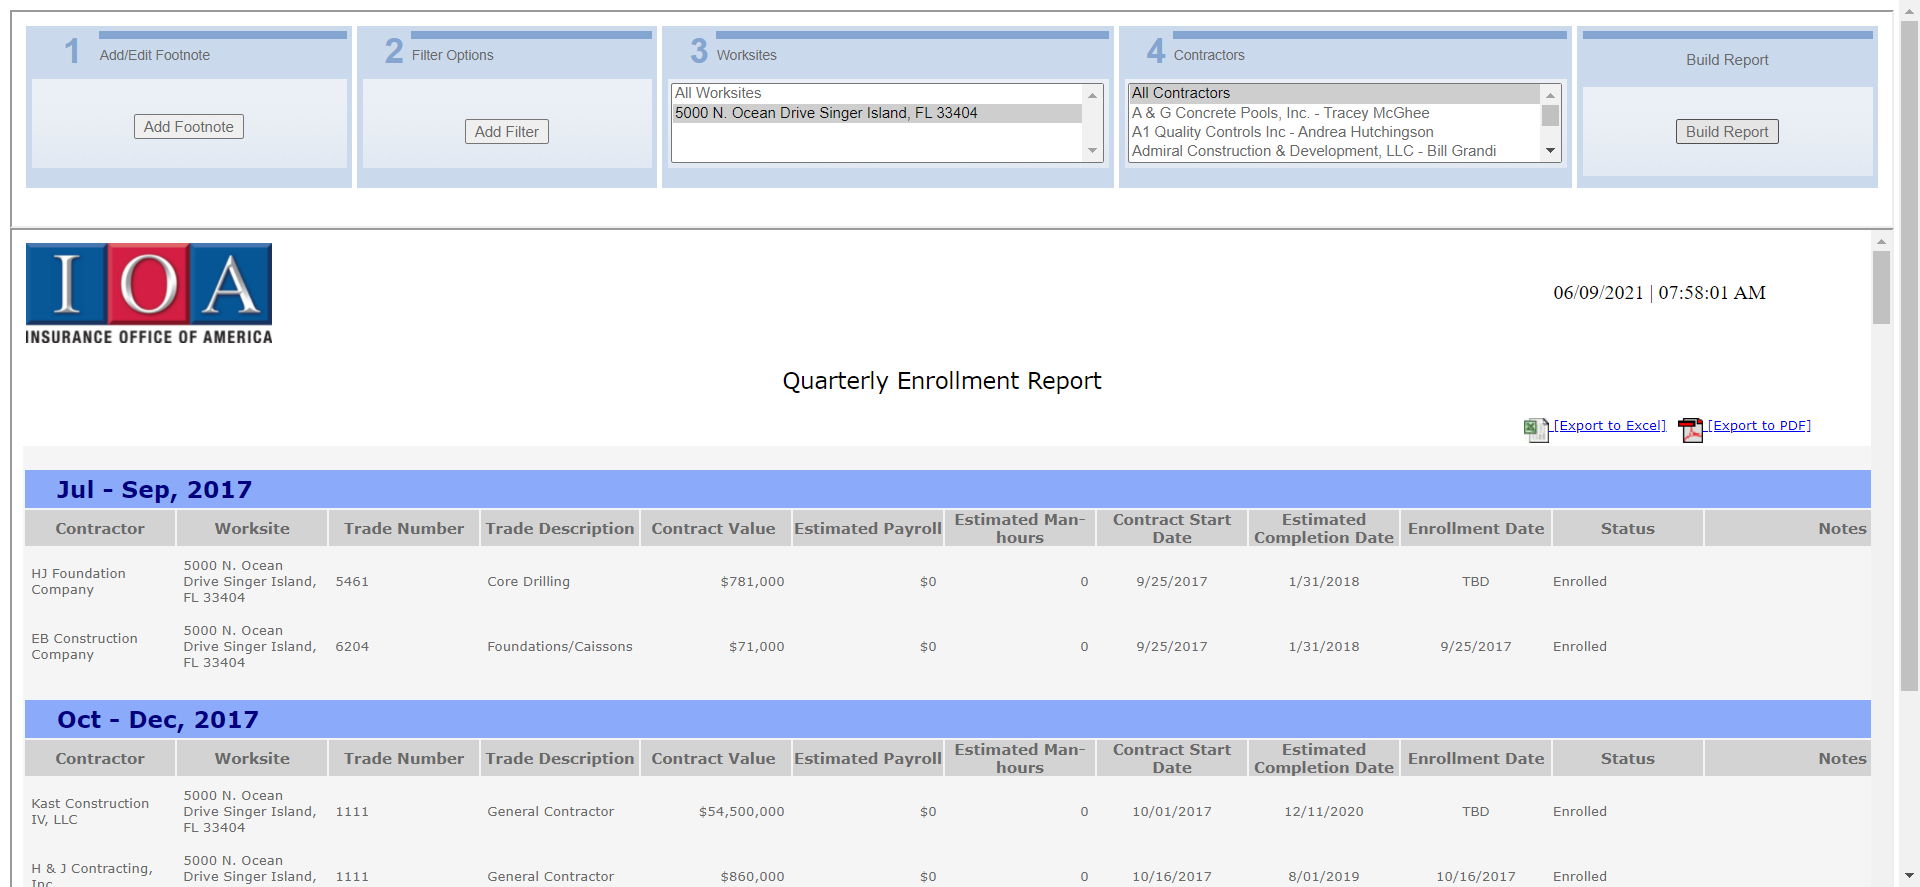 1 Add/Edit Footnote
Add Footnote
2 Filter Options
Add Filter
3 Worksites
All Worksites
5000 N. Ocean Drive Singer Island, FL 33404
4 Contractors
All Contractors
A & G Concrete Pools, Inc. - Tracey McGhee
A1 Quality Controls Inc - Andrea Hutchingson
Admiral Construction & Development, LLC - Bill Grandi
Build Report
Build Report
IOA
INSURANCE OFFICE OF AMERICA
06/09/2021 | 07:58:01 AM
Quarterly Enrollment Report
[Export to Excel] [Export to PDF]
Jul - Sep, 2017
Contractor Worksite Trade Number Trade Description Contract Value Estimated Payroll Estimated Man-hours Contract Start Date Estimated Completion Date Enrollment Date Status Notes
HJ Foundation Company 5000 N. Ocean Drive Singer Island, FL 33404 5461 Core Drilling $781,000 $0 0 9/25/2017 1/31/2018 TBD Enrolled
EB Construction Company 5000 N. Ocean Drive Singer Island, FL 33404 6204 Foundations/Caissons $71,000 $0 0 9/25/2017 1/31/2018 9/25/2017 Enrolled
Oct - Dec, 2017
Contractor Worksite Trade Number Trade Description Contract Value Estimated Payroll Estimated Man-hours Contract Start Date Estimated Completion Date Enrollment Date Status Notes
Kast Construction IV, LLC 5000 N. Ocean Drive Singer Island, FL 33404 1111 General Contractor $54,500,000 $0 0 10/01/2017 12/11/2020 TBD Enrolled
H & J Contracting, Inc 5000 N. Ocean Drive Singer Island, 1111 General Contractor $860,000 $0 0 10/16/2017 8/01/2019 10/16/2017 Enrolled